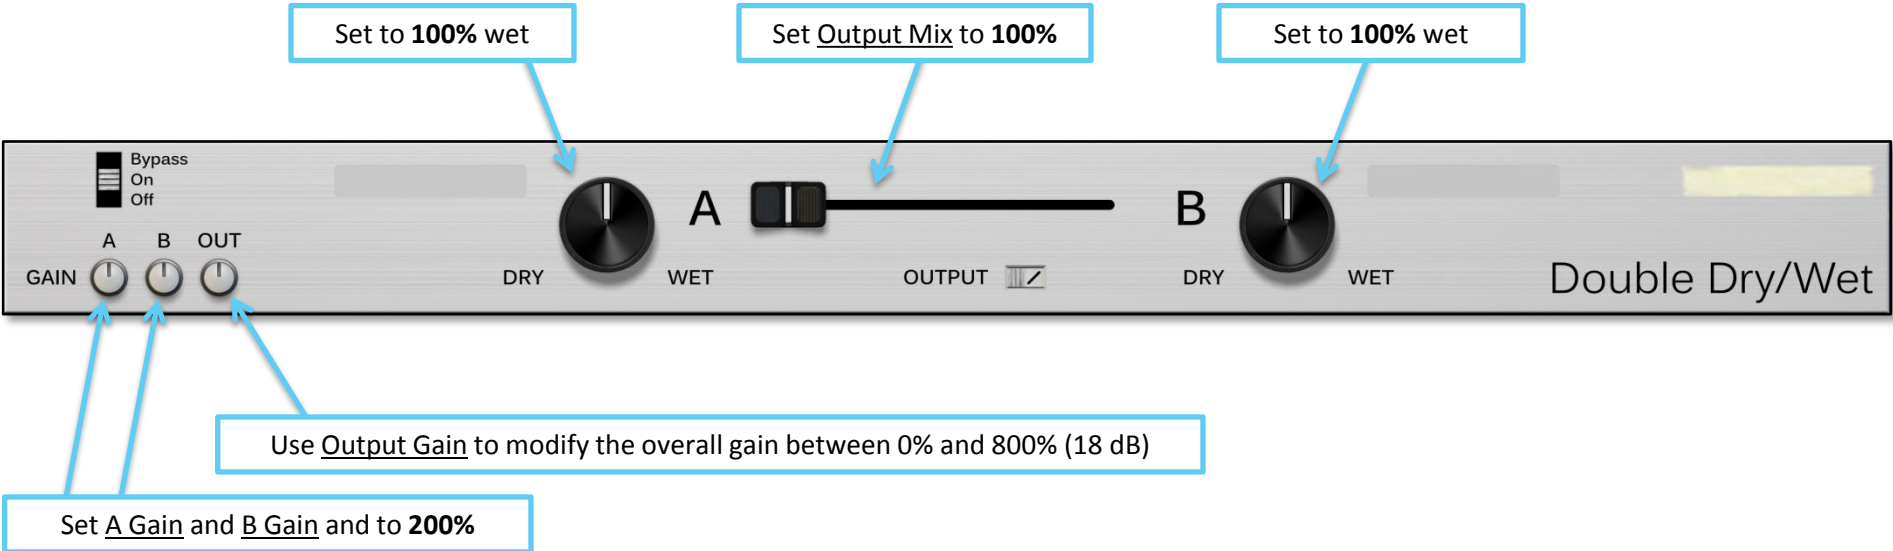 Set to 100% wet
Set Output Mix to 100%
Set to 100% wet
Bypass
On
Off
A B OUT
GAIN
DRY WET
A
B
OUTPUT
DRY WET
Double Dry/Wet
Use Output Gain to modify the overall gain between 0% and 800% (18 dB)
Set A Gain and B Gain and to 200%